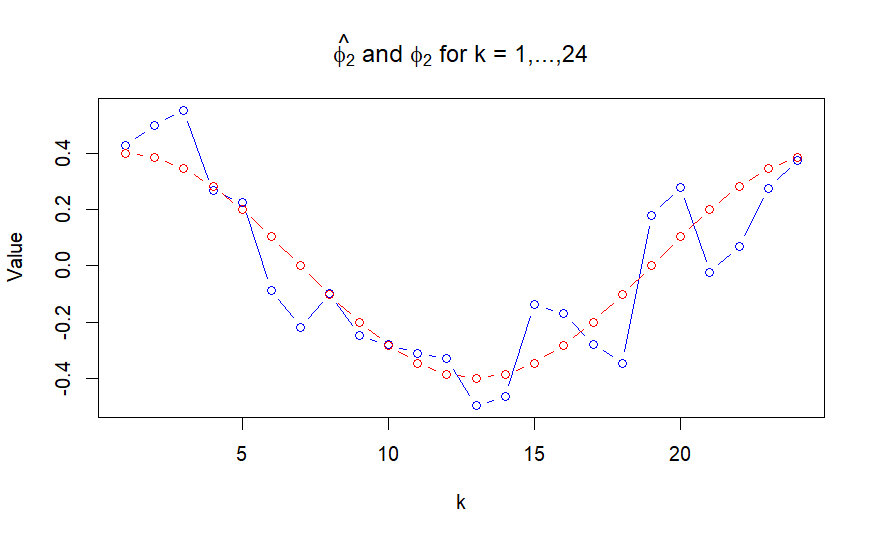 ϕ̂₂ and ϕ₂ for k = 1,...,24
Value
0.4
0.2
0.0
-0.2
-0.4
5 10 15 20
k